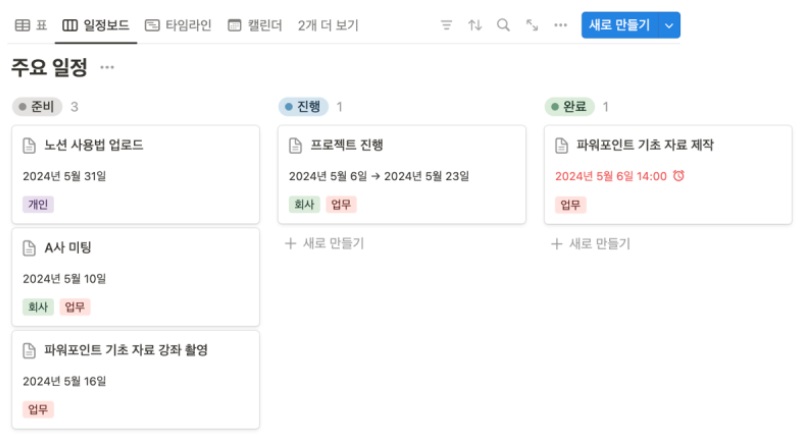 표 일정보드 타임라인 캘린더 2개 더 보기 새로 만들기
주요 일정
준비 3
노션 사용법 업로드
2024년 5월 31일
개인
A사 미팅
2024년 5월 10일
회사 업무
파워포인트 기초 자료 강좌 촬영
2024년 5월 16일
업무
진행 1
프로젝트 진행
2024년 5월 6일 → 2024년 5월 23일
회사 업무
+ 새로 만들기
완료 1
파워포인트 기초 자료 제작
2024년 5월 6일 14:00
업무
+ 새로 만들기